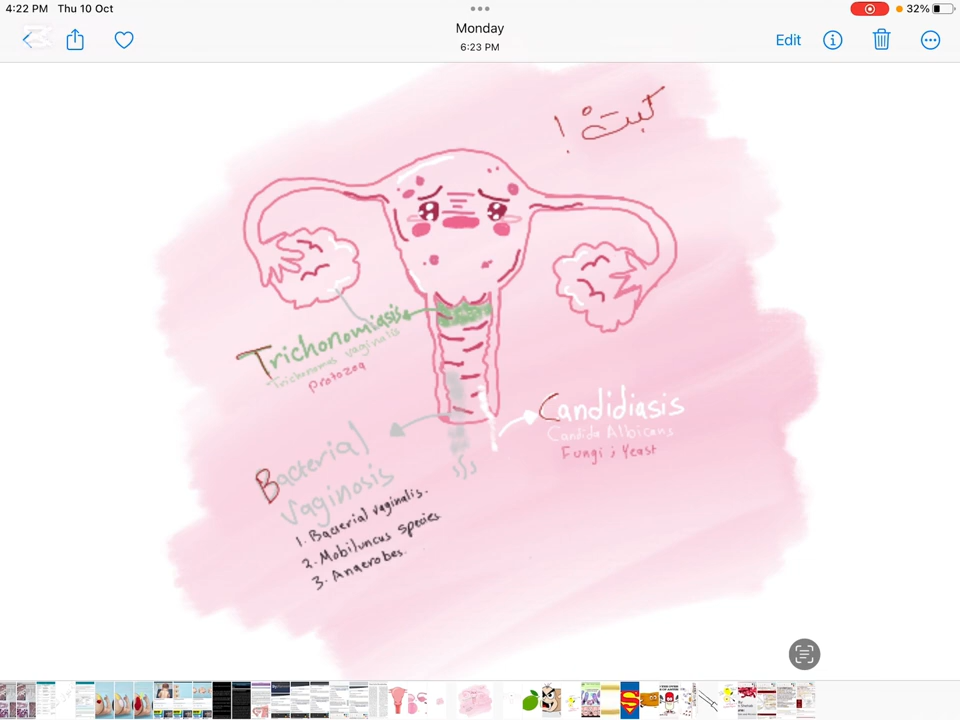 4:22 PM Thu 10 Oct
32%
Monday
6:23 PM
Edit
كبتة!
Trichonomiasis
Trichonomas vaginalis
Protozoa
Candidiasis
Candida Albicans
Fungi ; Yeast
Bacterial
Vaginosis
1. Bacterial vaginalis.
2. Mobiluncus species
3. Anaerobes.